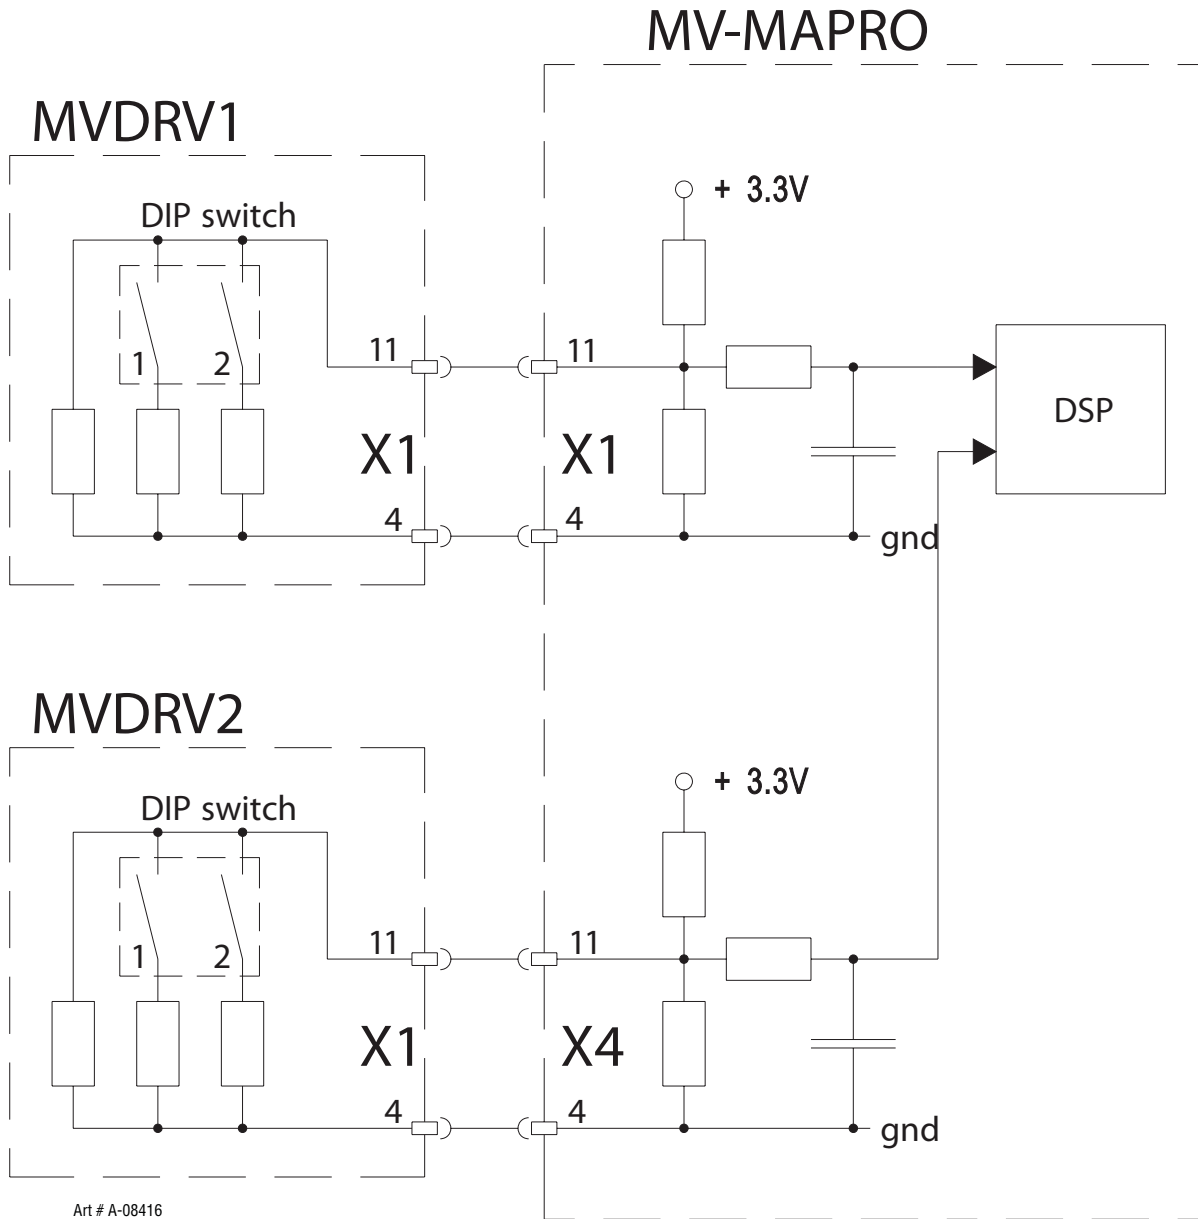 MV-MAPRO
MVDRV1
+ 3.3V
DIP switch
1 2
11 11
DSP
X1 X1
4 4
gnd
MVDRV2
+ 3.3V
DIP switch
1 2
11 11
X1 X4
4 4
gnd
Art # A-08416